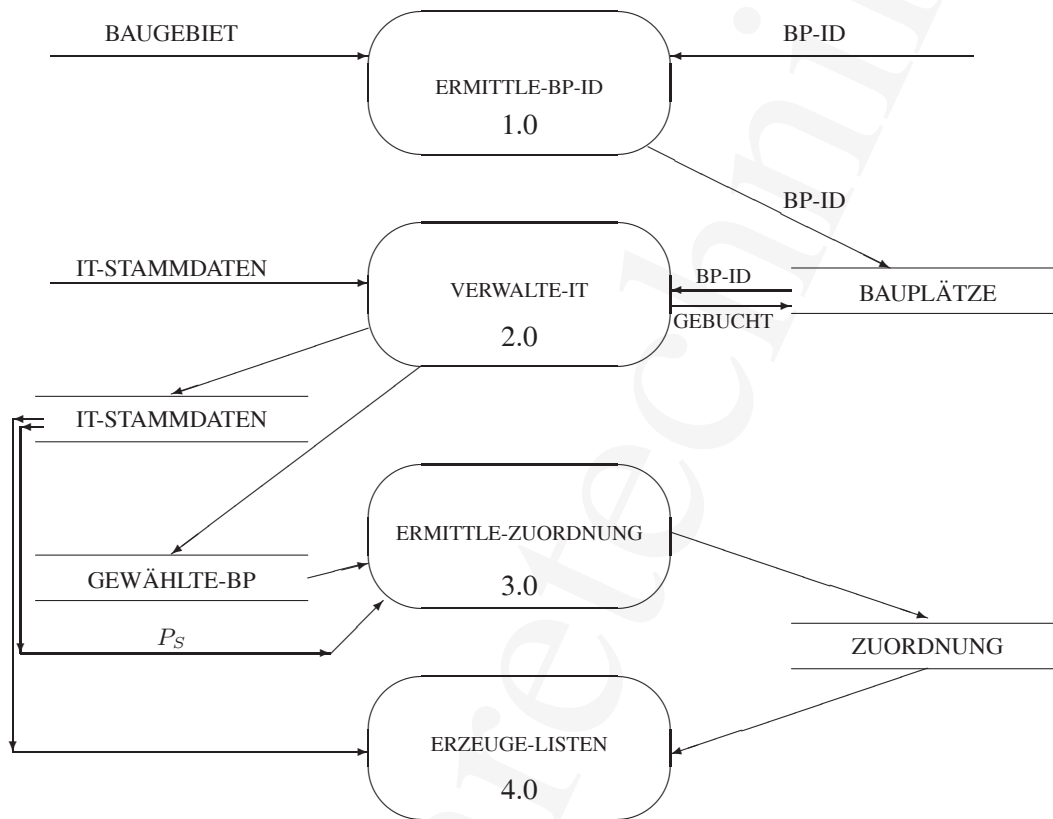 BAUGEBIET
BP-ID
ERMITTLE-BP-ID
1.0
BP-ID
IT-STAMMDATEN
VERWALTE-IT
2.0
BP-ID
GEBUCHT
BAUPLÄTZE
IT-STAMMDATEN
ERMITTLE-ZUORDNUNG
3.0
GEWÄHLTE-BP
P_S
ZUORDNUNG
ERZEUGE-LISTEN
4.0